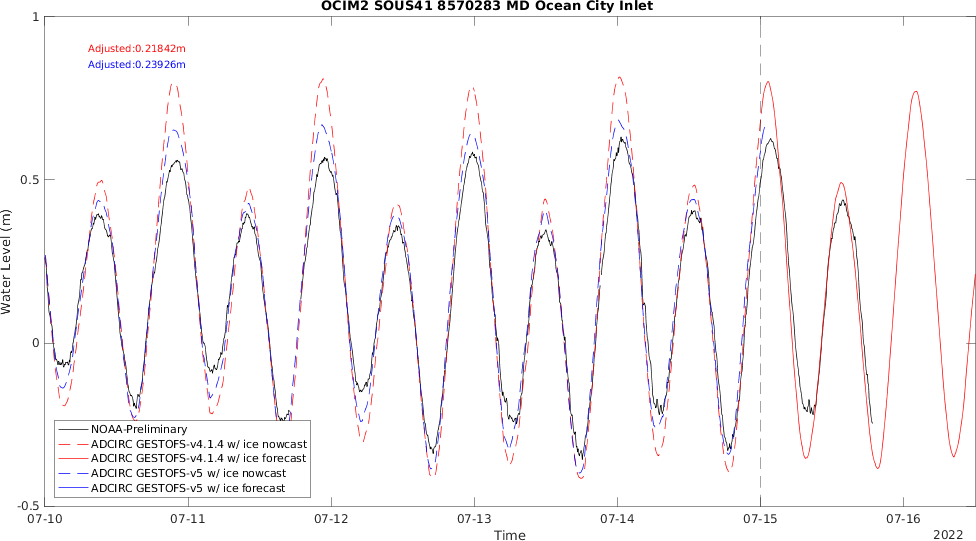 OCIM2 SOUS41 8570283 MD Ocean City Inlet
1
Adjusted:0.21842m
Adjusted:0.23926m
0.5
Water Level (m)
0
NOAA-Preliminary
ADCIRC GESTOFS-v4.1.4 w/ ice nowcast
ADCIRC GESTOFS-v4.1.4 w/ ice forecast
ADCIRC GESTOFS-v5 w/ ice nowcast
ADCIRC GESTOFS-v5 w/ ice forecast
-0.5
07-10 07-11 07-12 07-13 07-14 07-15 07-16
Time
2022